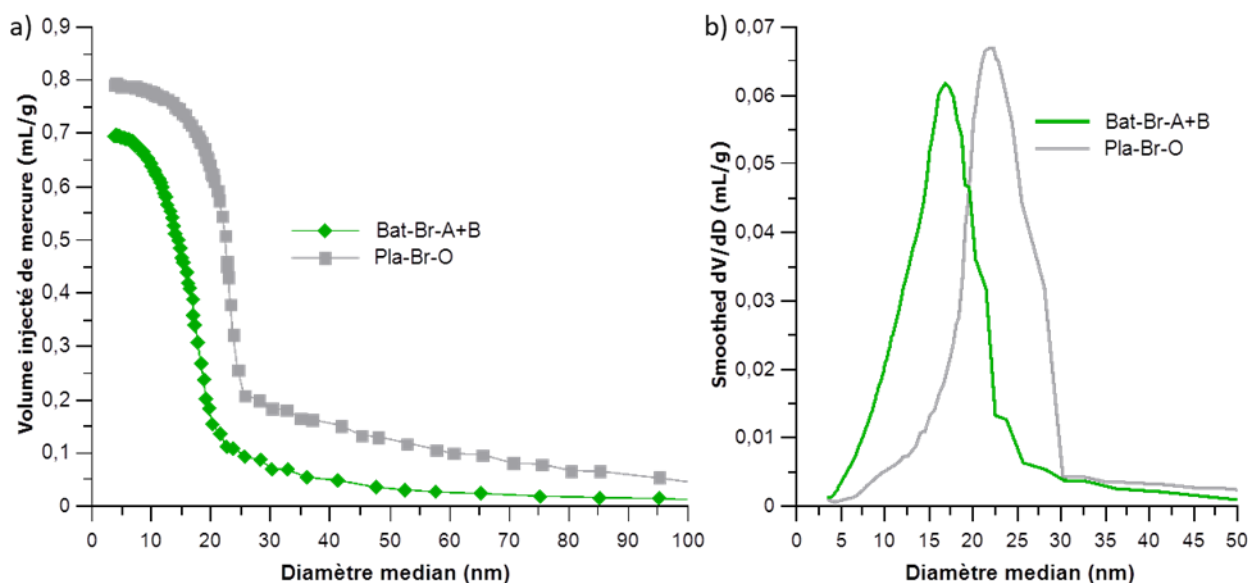 a)
Volume injecté de mercure (mL/g)
0,9
0,8
0,7
0,6
0,5
0,4
0,3
0,2
0,1
0
Bat-Br-A+B
Pla-Br-O
0 10 20 30 40 50 60 70 80 90 100
Diamètre median (nm)
b)
Smoothed dV/dD (mL/g)
0,07
0,06
0,05
0,04
0,03
0,02
0,01
0
Bat-Br-A+B
Pla-Br-O
0 5 10 15 20 25 30 35 40 45 50
Diamètre median (nm)